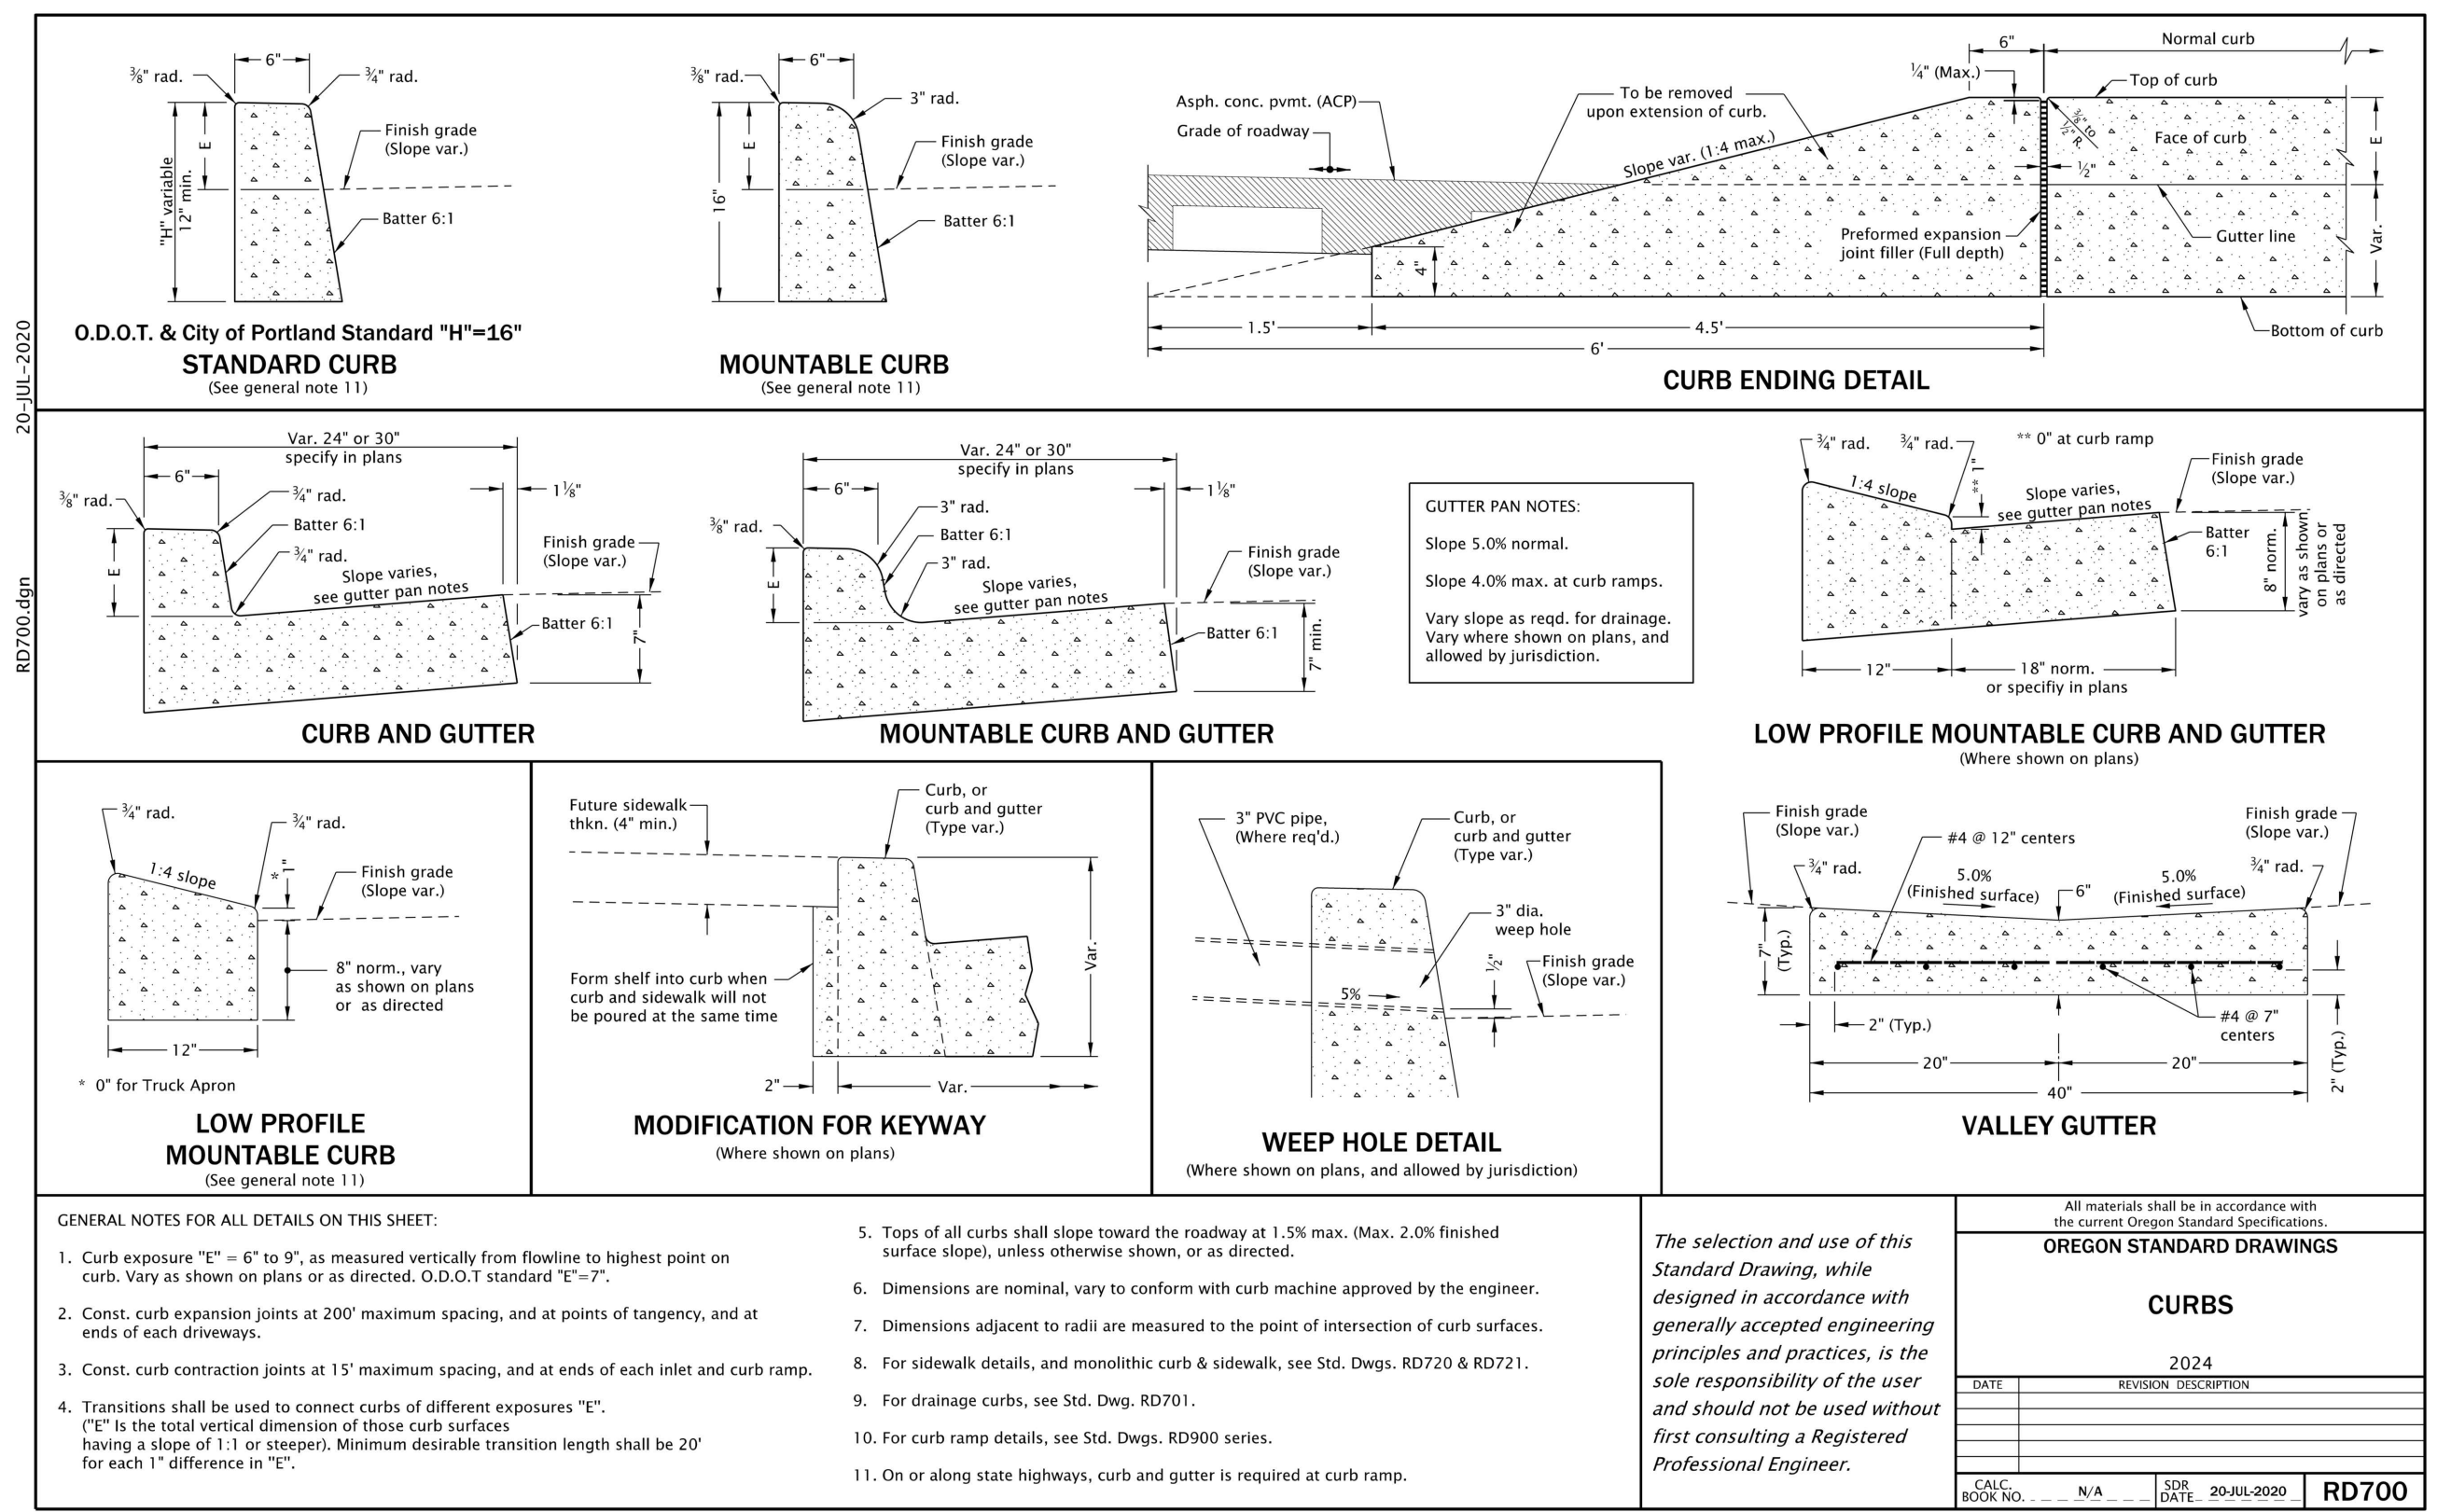 20-JUL-2020
RD700.dgn
6"
⅜" rad.
¾" rad.
E
"H" variable
12" min.
Finish grade
(Slope var.)
Batter 6:1
O.D.O.T. & City of Portland Standard "H"=16"
STANDARD CURB
(See general note 11)
6"
⅜" rad.
3" rad.
E
16"
Finish grade
(Slope var.)
Batter 6:1
MOUNTABLE CURB
(See general note 11)
6"
Normal curb
¼" (Max.)
Top of curb
Asph. conc. pvmt. (ACP)
To be removed
upon extension of curb.
Grade of roadway
Slope var. (1:4 max.)
⅜" to
½" R.
Face of curb
E
½"
Preformed expansion
joint filler (Full depth)
Gutter line
Var.
4"
1.5'
4.5'
6'
Bottom of curb
CURB ENDING DETAIL
Var. 24" or 30"
specify in plans
6"
1⅛"
⅜" rad.
¾" rad.
Batter 6:1
¾" rad.
E
Slope varies,
see gutter pan notes
Finish grade
(Slope var.)
Batter 6:1
7"
CURB AND GUTTER
Var. 24" or 30"
specify in plans
6"
1⅛"
⅜" rad.
3" rad.
Batter 6:1
3" rad.
E
Slope varies,
see gutter pan notes
Finish grade
(Slope var.)
Batter 6:1
7" min.
MOUNTABLE CURB AND GUTTER
GUTTER PAN NOTES:
Slope 5.0% normal.
Slope 4.0% max. at curb ramps.
Vary slope as reqd. for drainage.
Vary where shown on plans, and
allowed by jurisdiction.
¾" rad.
¾" rad.
** 0" at curb ramp
** 1"
1:4 slope
Slope varies,
see gutter pan notes
Finish grade
(Slope var.)
Batter
6:1
8" norm.
vary as shown
on plans or
as directed
12"
18" norm.
or specifiy in plans
LOW PROFILE MOUNTABLE CURB AND GUTTER
(Where shown on plans)
¾" rad.
¾" rad.
1:4 slope
* 1"
Finish grade
(Slope var.)
8" norm., vary
as shown on plans
or as directed
12"
* 0" for Truck Apron
LOW PROFILE
MOUNTABLE CURB
(See general note 11)
Future sidewalk
thkn. (4" min.)
Curb, or
curb and gutter
(Type var.)
Form shelf into curb when
curb and sidewalk will not
be poured at the same time
Var.
2"
Var.
MODIFICATION FOR KEYWAY
(Where shown on plans)
3" PVC pipe,
(Where req'd.)
Curb, or
curb and gutter
(Type var.)
3" dia.
weep hole
½"
Finish grade
(Slope var.)
5%
WEEP HOLE DETAIL
(Where shown on plans, and allowed by jurisdiction)
Finish grade
(Slope var.)
Finish grade
(Slope var.)
#4 @ 12" centers
¾" rad.
¾" rad.
5.0%
(Finished surface)
6"
5.0%
(Finished surface)
7"
(Typ.)
2" (Typ.)
#4 @ 7"
centers
20"
20"
40"
2" (Typ.)
VALLEY GUTTER
GENERAL NOTES FOR ALL DETAILS ON THIS SHEET:
1. Curb exposure "E" = 6" to 9", as measured vertically from flowline to highest point on
curb. Vary as shown on plans or as directed. O.D.O.T standard "E"=7".
2. Const. curb expansion joints at 200' maximum spacing, and at points of tangency, and at
ends of each driveways.
3. Const. curb contraction joints at 15' maximum spacing, and at ends of each inlet and curb ramp.
4. Transitions shall be used to connect curbs of different exposures "E".
("E" Is the total vertical dimension of those curb surfaces
having a slope of 1:1 or steeper). Minimum desirable transition length shall be 20'
for each 1" difference in "E".
5. Tops of all curbs shall slope toward the roadway at 1.5% max. (Max. 2.0% finished
surface slope), unless otherwise shown, or as directed.
6. Dimensions are nominal, vary to conform with curb machine approved by the engineer.
7. Dimensions adjacent to radii are measured to the point of intersection of curb surfaces.
8. For sidewalk details, and monolithic curb & sidewalk, see Std. Dwgs. RD720 & RD721.
9. For drainage curbs, see Std. Dwg. RD701.
10. For curb ramp details, see Std. Dwgs. RD900 series.
11. On or along state highways, curb and gutter is required at curb ramp.
The selection and use of this
Standard Drawing, while
designed in accordance with
generally accepted engineering
principles and practices, is the
sole responsibility of the user
and should not be used without
first consulting a Registered
Professional Engineer.
All materials shall be in accordance with
the current Oregon Standard Specifications.
OREGON STANDARD DRAWINGS
CURBS
2024
DATE
REVISION DESCRIPTION
CALC.
BOOK NO. N/A
SDR
DATE 20-JUL-2020
RD700